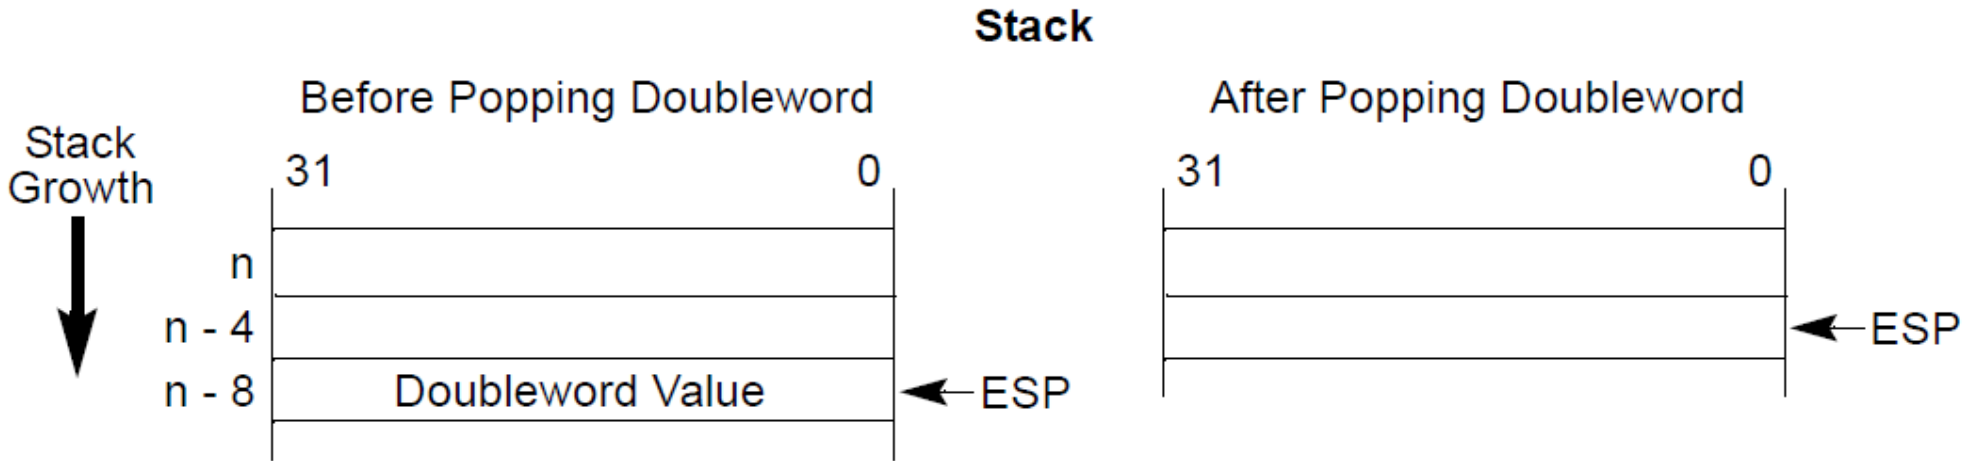 Stack
Before Popping Doubleword
After Popping Doubleword
Stack
Growth
31 0
31 0
n
n - 4
ESP
n - 8 Doubleword Value ESP